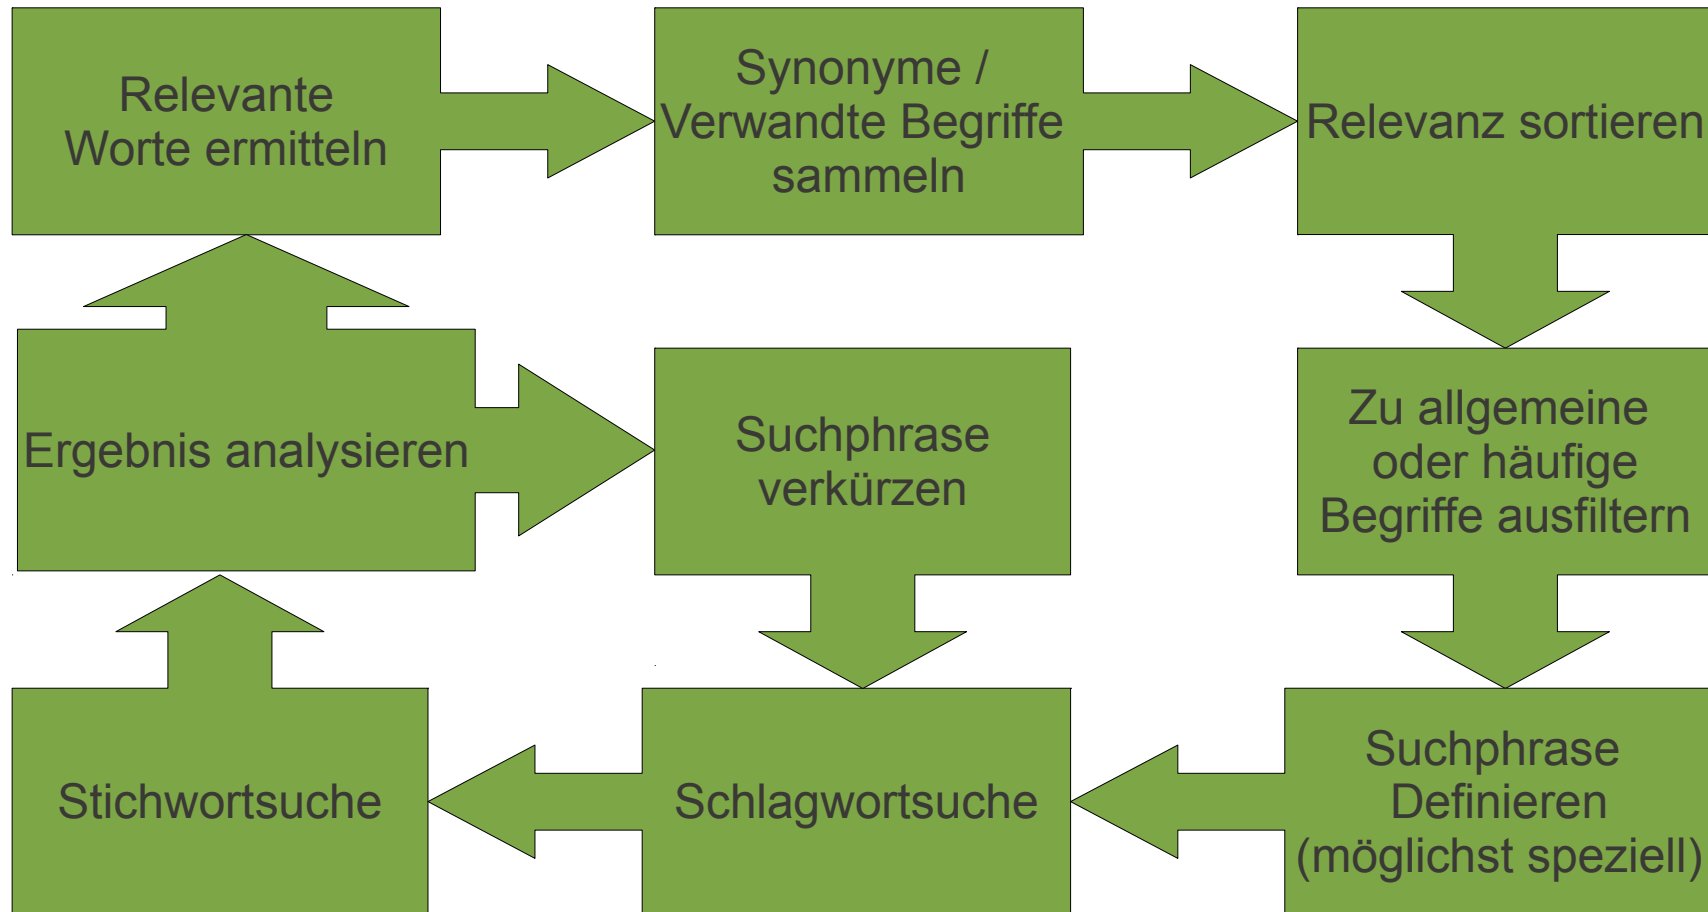 Relevante
Worte ermitteln
Synonyme /
Verwandte Begriffe
sammeln
Relevanz sortieren
Ergebnis analysieren
Suchphrase
verkürzen
Zu allgemeine
oder häufige
Begriffe ausfiltern
Stichwortsuche
Schlagwortsuche
Suchphrase
Definieren
(möglichst speziell)